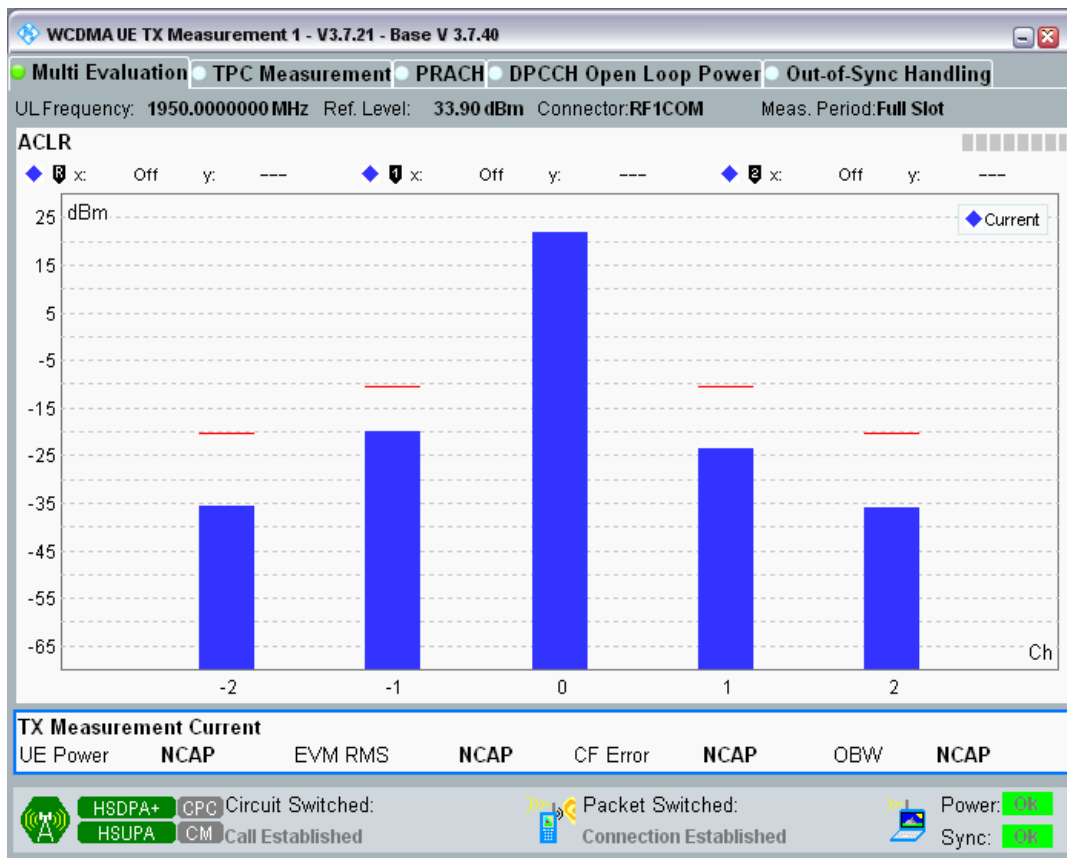 WCDMA UE TX Measurement 1 - V3.7.21 - Base V 3.7.40
Multi Evaluation TPC Measurement PRACH DPCCH Open Loop Power Out-of-Sync Handling
UL Frequency: 1950.0000000 MHz Ref. Level: 33.90 dBm Connector:RF1COM Meas. Period:Full Slot
ACLR
R x: Off y: --- 1 x: Off y: --- 2 x: Off y: ---
dBm
Current
25
15
5
-5
-15
-25
-35
-45
-55
-65
Ch
-2 -1 0 1 2
TX Measurement Current
UE Power NCAP EVM RMS NCAP CF Error NCAP OBW NCAP
HSDPA+ CPC Circuit Switched: Packet Switched: Power: Ok
HSUPA CM Call Established Connection Established Sync: Ok